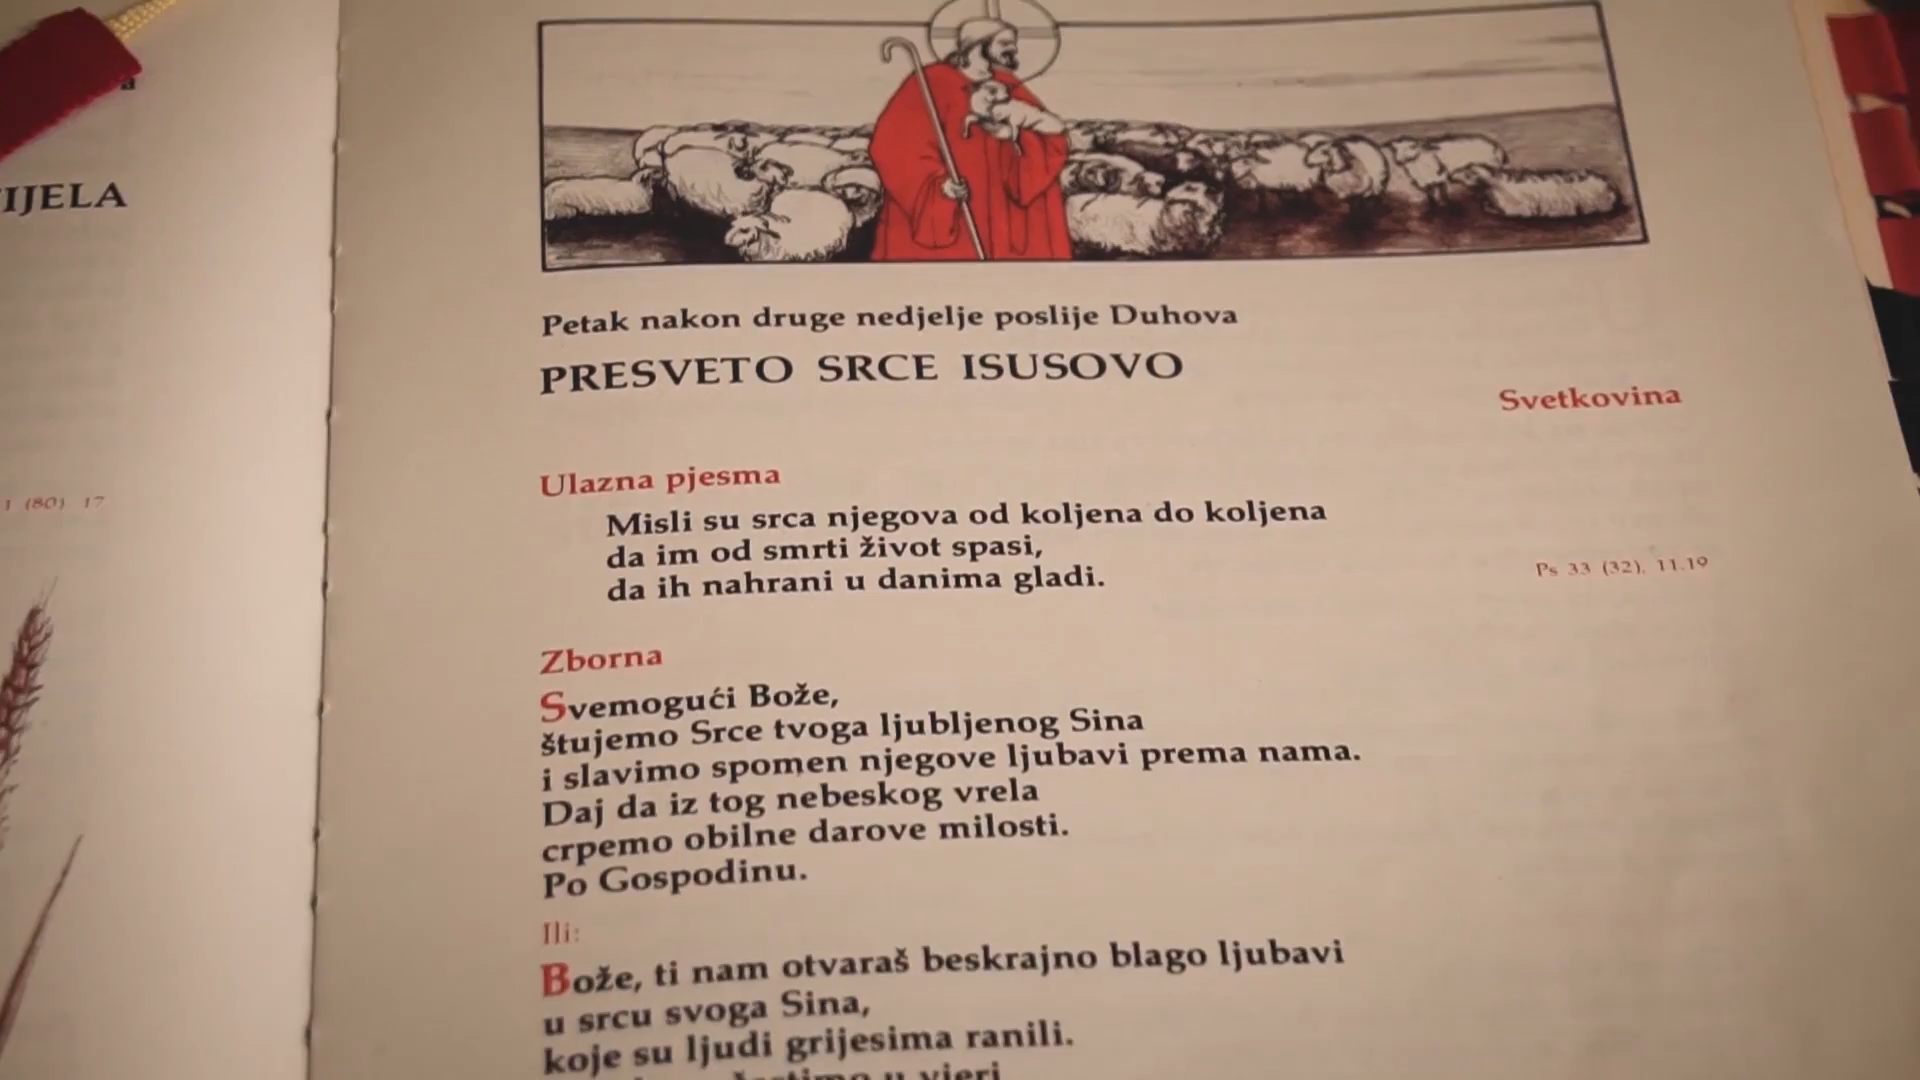 IJELA
1 (80) 17
Petak nakon druge nedjelje poslije Duhova
PRESVETO SRCE ISUSOVO
Svetkovina
Ulazna pjesma
Misli su srca njegova od koljena do koljena
da im od smrti život spasi,
da ih nahrani u danima gladi.
Ps 33 (32), 11.19
Zborna
Svemogući Bože,
štujemo Srce tvoga ljubljenog Sina
i slavimo spomen njegove ljubavi prema nama.
Daj da iz tog nebeskog vrela
crpemo obilne darove milosti.
Po Gospodinu.
Ili:
Bože, ti nam otvaraš beskrajno blago ljubavi
u srcu svoga Sina,
koje su ljudi grijesima ranili.
u vjeri